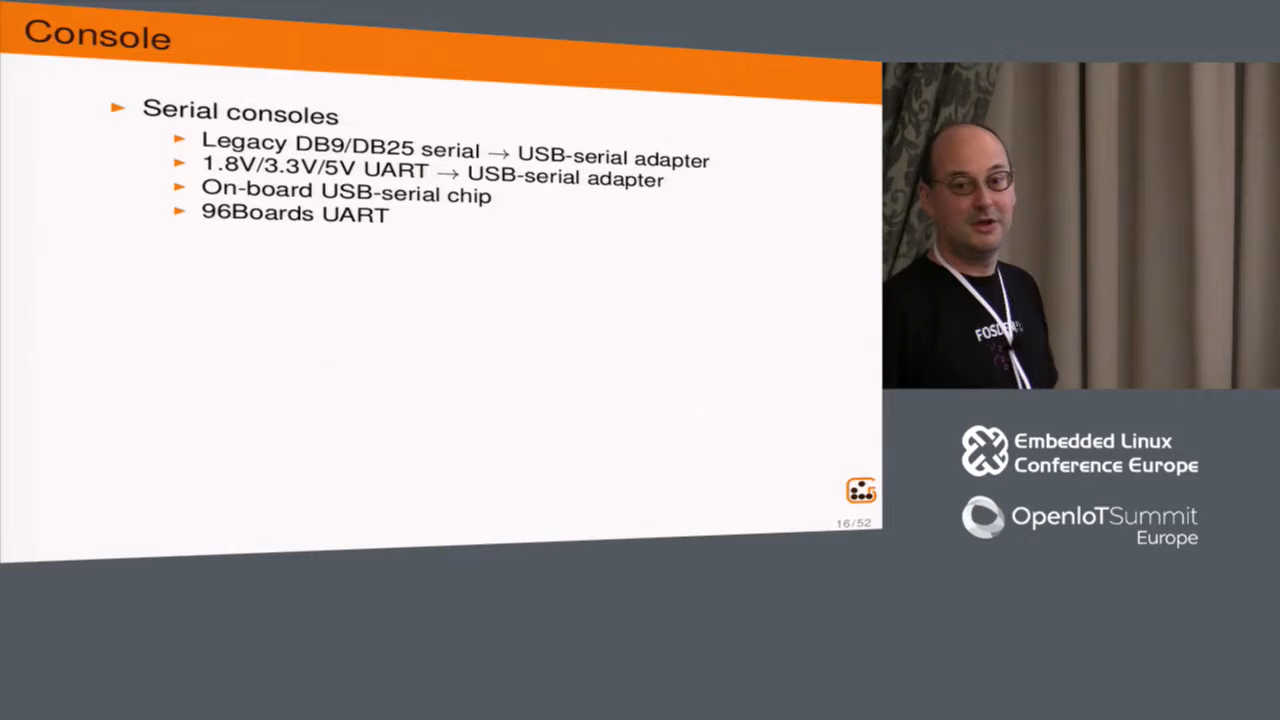 Console
Serial consoles
Legacy DB9/DB25 serial → USB-serial adapter
1.8V/3.3V/5V UART → USB-serial adapter
On-board USB-serial chip
96Boards UART
16/52
Embedded Linux
Conference Europe
OpenIoTSummit
Europe